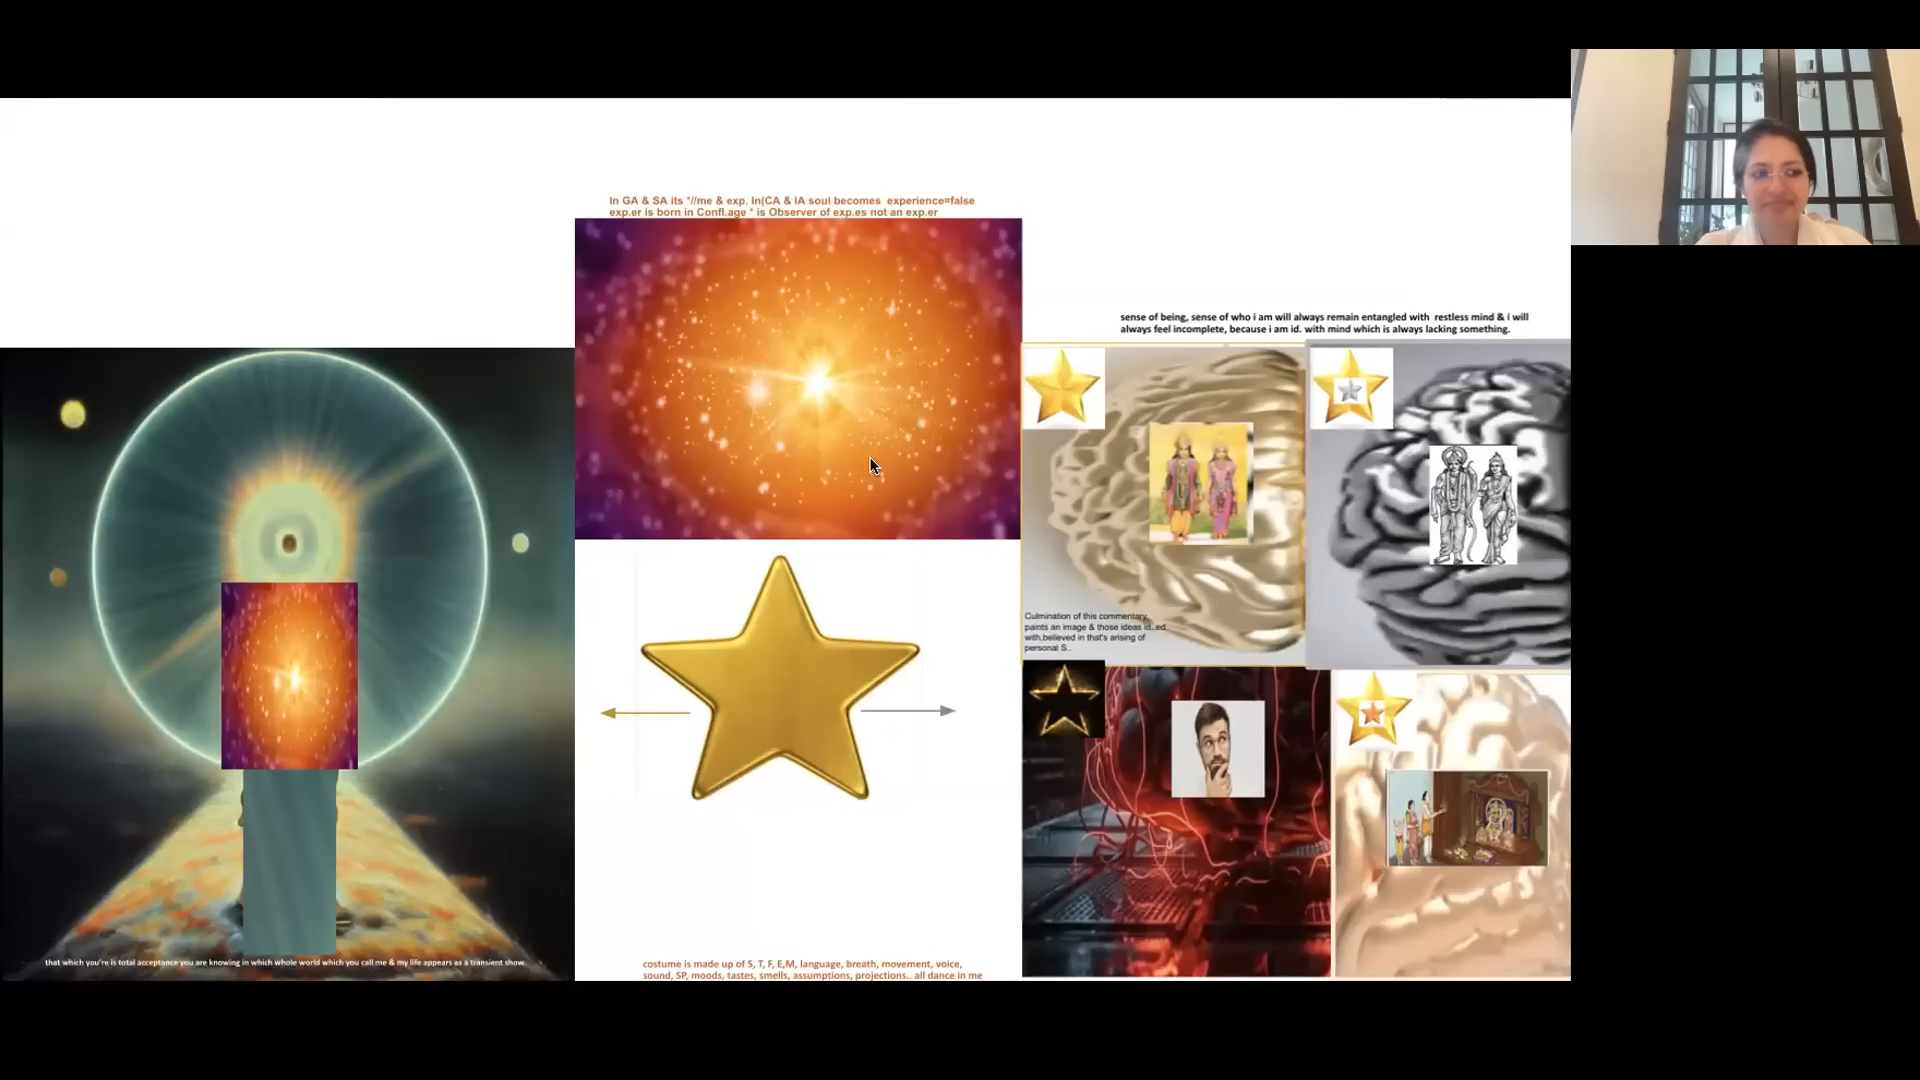 In GA & SA its *//me & exp. In(CA & IA soul becomes experience=false
exp.er is born in Confl.age * is Observer of exp.es not an exp.er
sense of being, sense of who i am will always remain entangled with restless mind & i will
always feel incomplete, because i am id. with mind which is always lacking something.
Culmination of this commentary,
paints an image & those ideas id..ed
with,believed in that's arising of
personal S..
that which you're is total acceptance you are knowing in which whole world which you call me & my life appears as a transient show.
costume is made up of S, T, F, E,M, language, breath, movement, voice,
sound, SP, moods, tastes, smells, assumptions, projections.. all dance in me